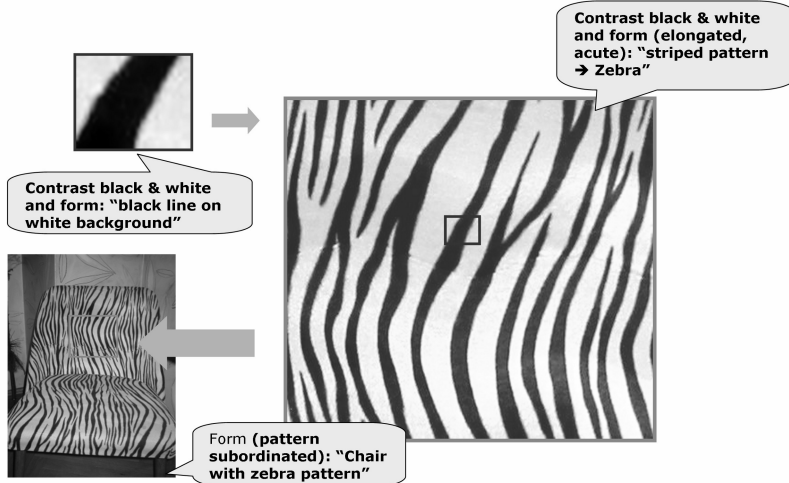 Contrast black & white
and form (elongated,
acute): “striped pattern
➔ Zebra”
Contrast black & white
and form: “black line on
white background”
Form (pattern
subordinated): “Chair
with zebra pattern”